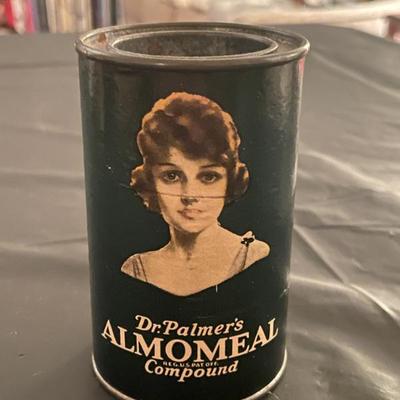 Dr. Palmer's
ALMOMEAL
REG. U.S. PAT. OFF.
Compound